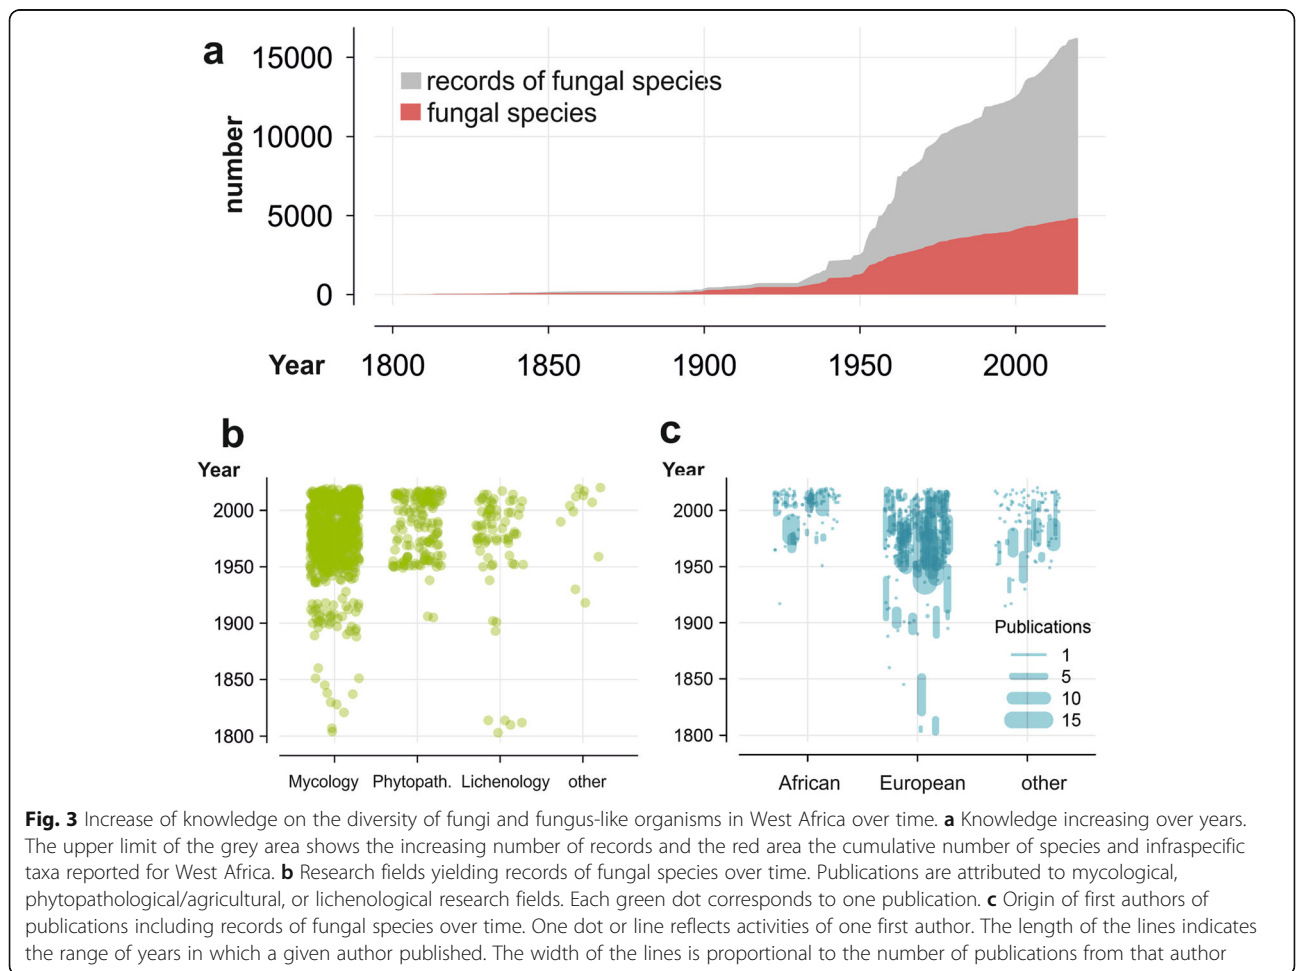 a
15000
10000
5000
0
number
records of fungal species
fungal species
Year 1800 1850 1900 1950 2000
b
Year
2000
1950
1900
1850
1800
Mycology Phytopath. Lichenology other
c
Year
2000
1950
1900
1850
1800
Publications
1
5
10
15
African European other
Fig. 3 Increase of knowledge on the diversity of fungi and fungus-like organisms in West Africa over time. a Knowledge increasing over years.
The upper limit of the grey area shows the increasing number of records and the red area the cumulative number of species and infraspecific
taxa reported for West Africa. b Research fields yielding records of fungal species over time. Publications are attributed to mycological,
phytopathological/agricultural, or lichenological research fields. Each green dot corresponds to one publication. c Origin of first authors of
publications including records of fungal species over time. One dot or line reflects activities of one first author. The length of the lines indicates
the range of years in which a given author published. The width of the lines is proportional to the number of publications from that author